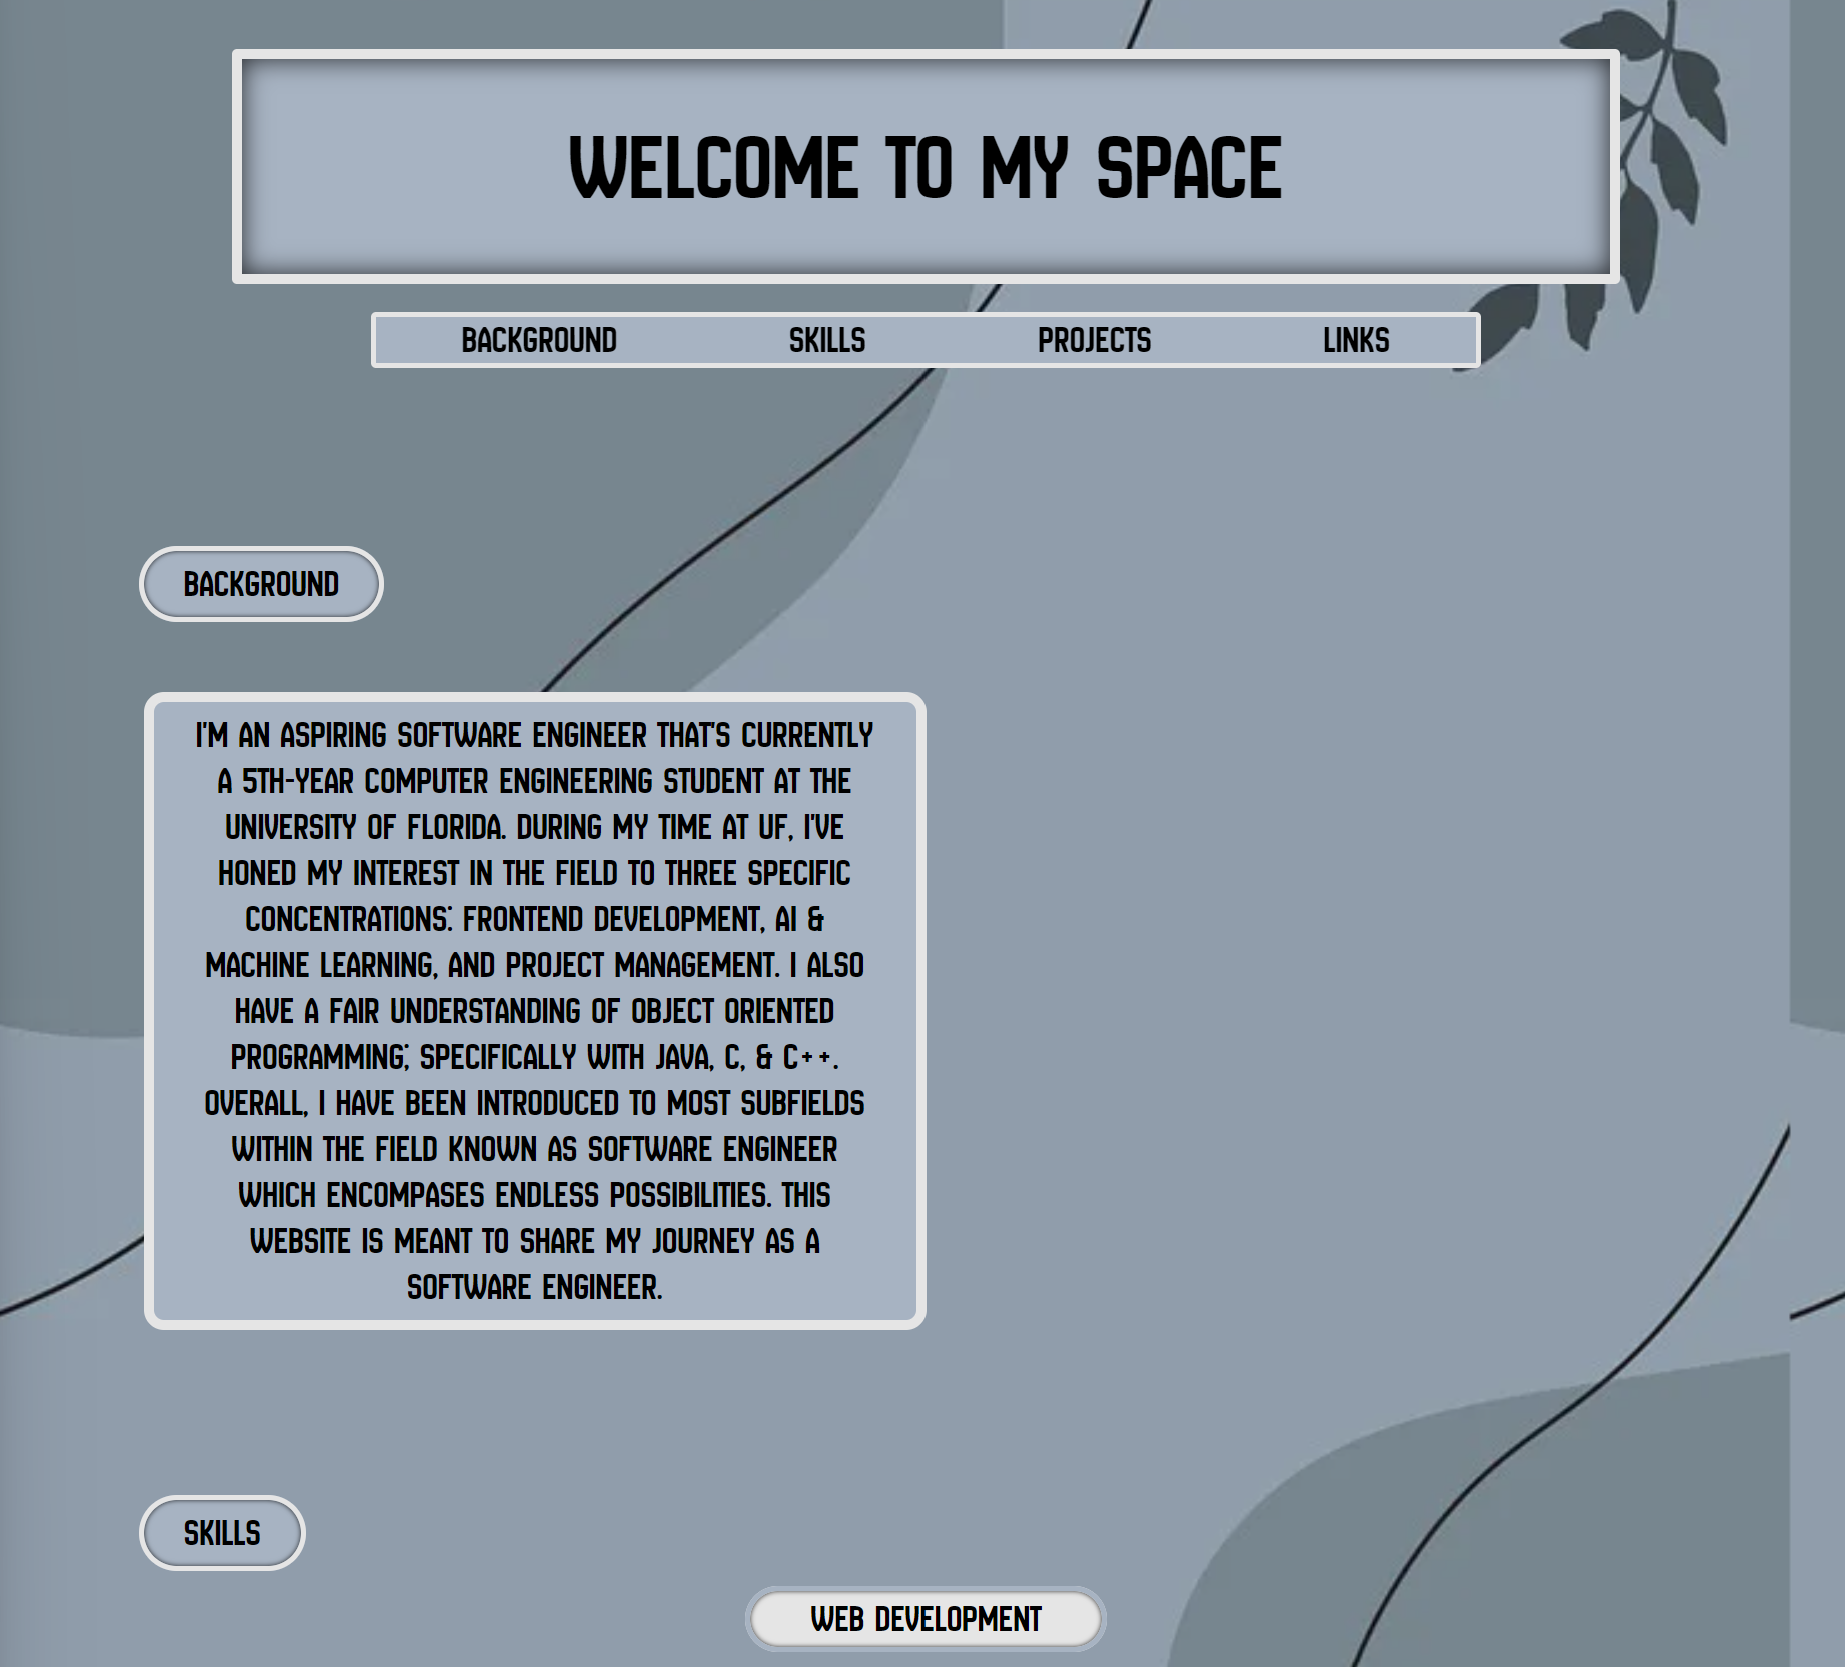 WELCOME TO MY SPACE
BACKGROUND SKILLS PROJECTS LINKS
BACKGROUND
I'M AN ASPIRING SOFTWARE ENGINEER THAT'S CURRENTLY
A 5TH-YEAR COMPUTER ENGINEERING STUDENT AT THE
UNIVERSITY OF FLORIDA. DURING MY TIME AT UF, I'VE
HONED MY INTEREST IN THE FIELD TO THREE SPECIFIC
CONCENTRATIONS: FRONTEND DEVELOPMENT, AI &
MACHINE LEARNING, AND PROJECT MANAGEMENT. I ALSO
HAVE A FAIR UNDERSTANDING OF OBJECT ORIENTED
PROGRAMMING; SPECIFICALLY WITH JAVA, C, & C++.
OVERALL, I HAVE BEEN INTRODUCED TO MOST SUBFIELDS
WITHIN THE FIELD KNOWN AS SOFTWARE ENGINEER
WHICH ENCOMPASES ENDLESS POSSIBILITIES. THIS
WEBSITE IS MEANT TO SHARE MY JOURNEY AS A
SOFTWARE ENGINEER.
SKILLS
WEB DEVELOPMENT